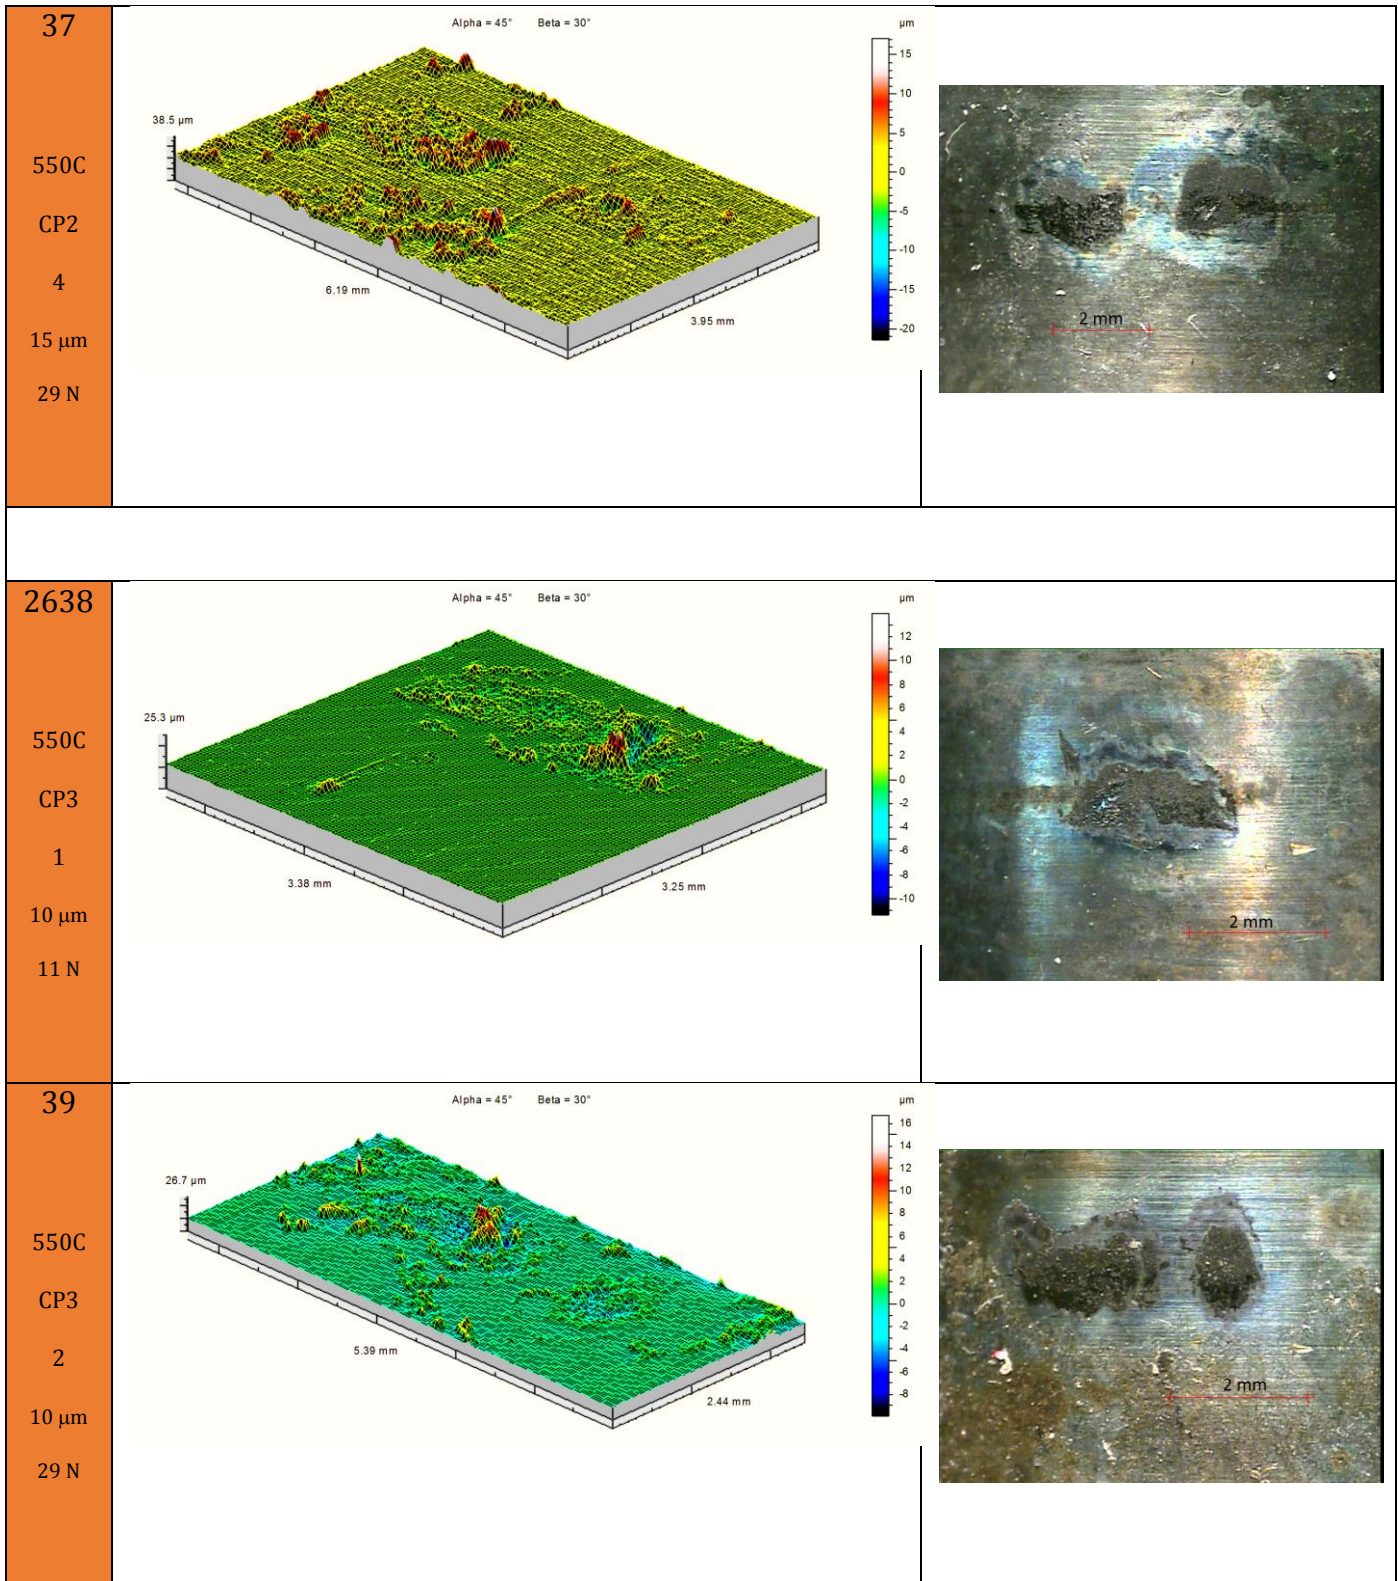 37
550C
CP2
4
15 μm
29 N
Alpha = 45° Beta = 30°
38.5 µm
6.19 mm
3.95 mm
µm
15
10
5
0
-5
-10
-15
-20
2 mm
2638
550C
CP3
1
10 μm
11 N
Alpha = 45° Beta = 30°
25.3 µm
3.38 mm
3.25 mm
µm
12
10
8
6
4
2
0
-2
-4
-6
-8
-10
2 mm
39
550C
CP3
2
10 μm
29 N
Alpha = 45° Beta = 30°
26.7 µm
5.39 mm
2.44 mm
µm
16
14
12
10
8
6
4
2
0
-2
-4
-6
-8
2 mm